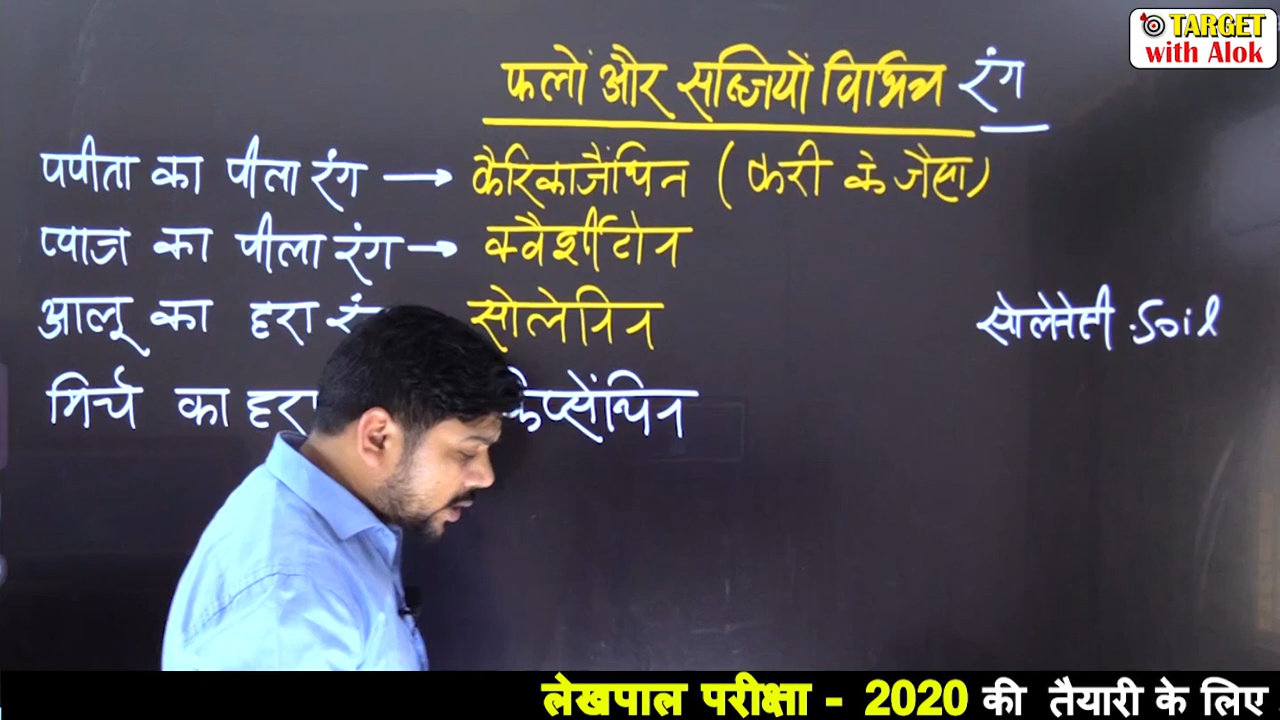 TARGET
with Alok
फलों और सब्जियों विभिन्न रंग
पपीता का पीला रंग → कैरिकाजैंथिन ( करी के जैसा )
प्याज का पीला रंग → क्वैर्शीटोन
आलू का हरा रं सोलेनिन
सोलेनेटी Soil
मिर्च का हरा केप्सेंथिन
लेखपाल परीक्षा - 2020 की तैयारी के लिए